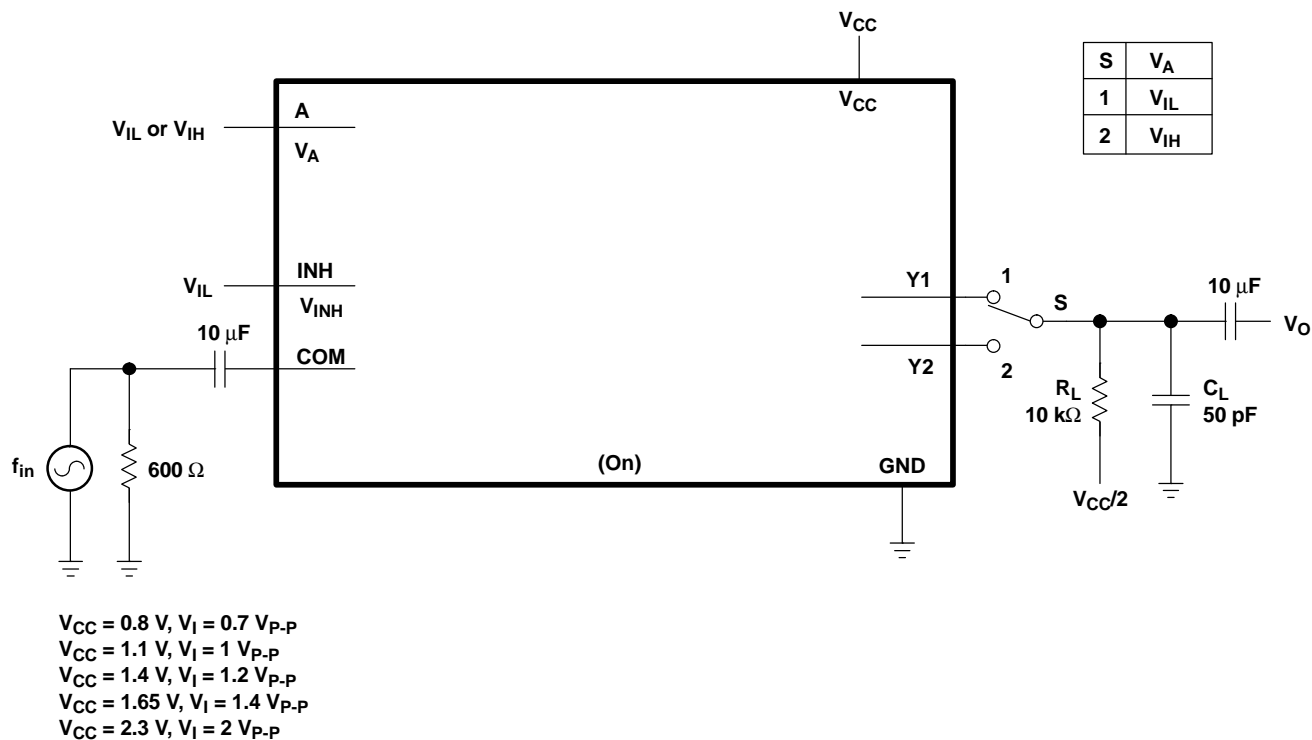 VCC
S VA
1 VIL
2 VIH
VCC
A
VIL or VIH
VA
INH
VIL
VINH
10 μF
COM
Y1
1
S
10 μF
VO
Y2
2
RL
10 kΩ
CL
50 pF
fin
600 Ω
(On)
GND
VCC/2
VCC = 0.8 V, VI = 0.7 VP-P
VCC = 1.1 V, VI = 1 VP-P
VCC = 1.4 V, VI = 1.2 VP-P
VCC = 1.65 V, VI = 1.4 VP-P
VCC = 2.3 V, VI = 2 VP-P